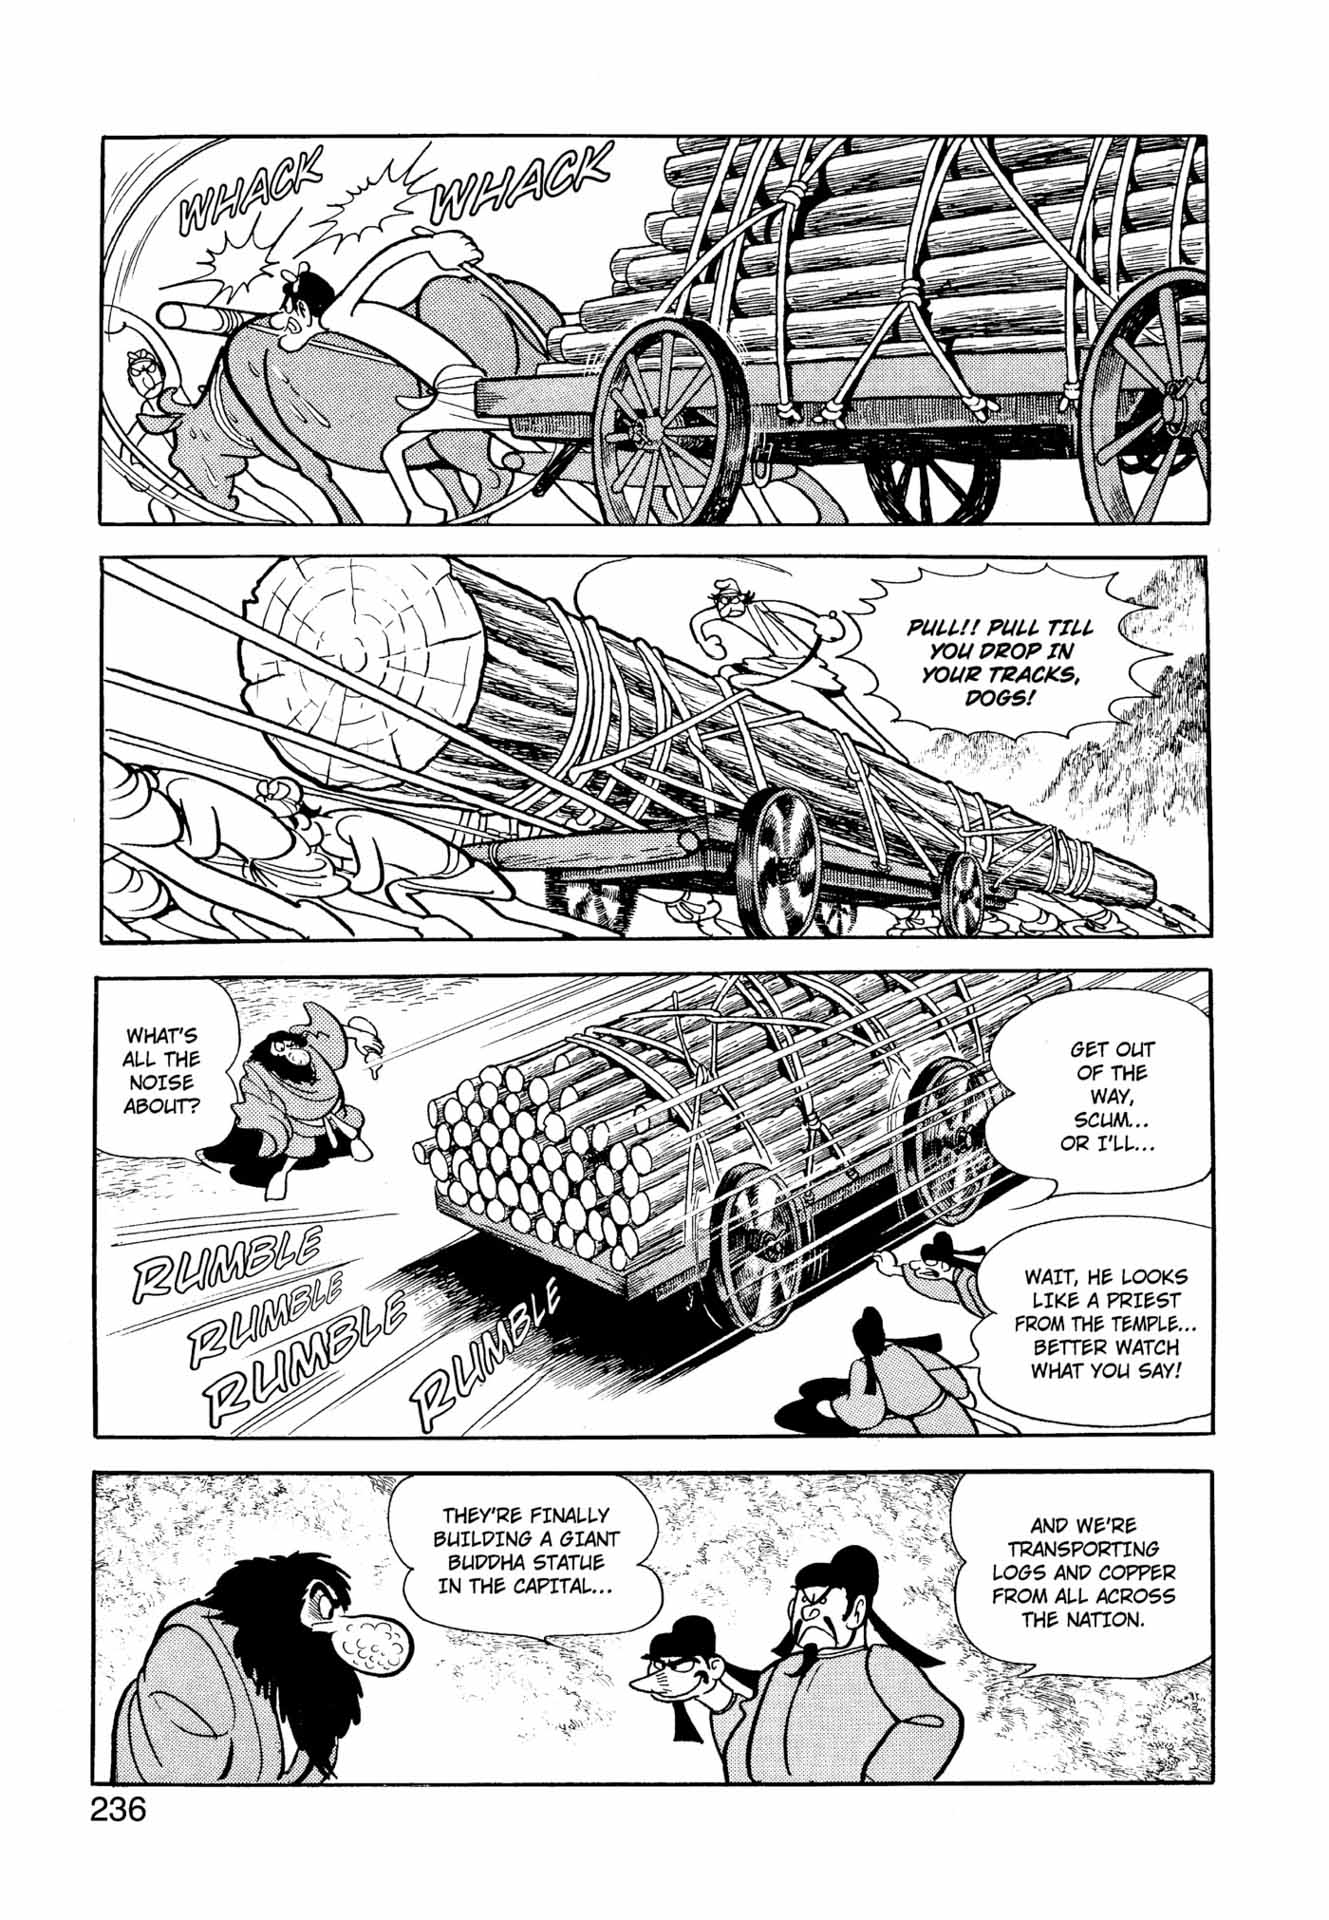 WHACK
WHACK
PULL!! PULL TILL
YOU DROP IN
YOUR TRACKS,
DOGS!
WHAT'S
ALL THE
NOISE
ABOUT?
GET OUT
OF THE
WAY,
SCUM...
OR I'LL...
RUMBLE
RUMBLE
RUMBLE
RUMBLE
WAIT, HE LOOKS
LIKE A PRIEST
FROM THE TEMPLE...
BETTER WATCH
WHAT YOU SAY!
THEY'RE FINALLY
BUILDING A GIANT
BUDDHA STATUE
IN THE CAPITAL...
AND WE'RE
TRANSPORTING
LOGS AND COPPER
FROM ALL ACROSS
THE NATION.
236